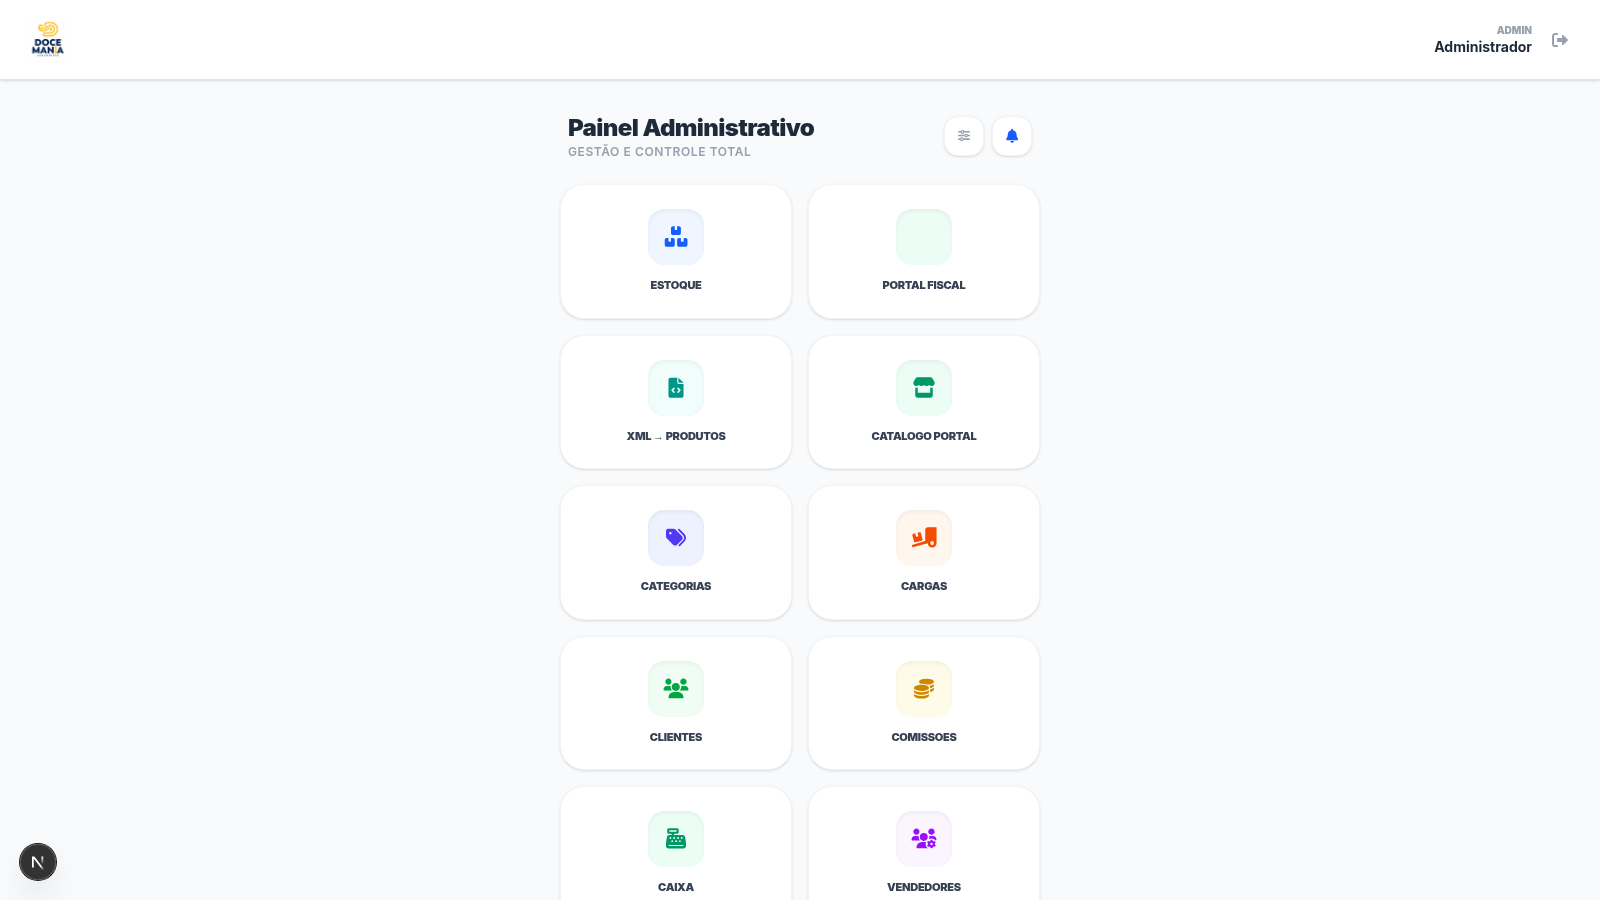 DOCE
MANIA
ADMIN
Administrador
Painel Administrativo
GESTÃO E CONTROLE TOTAL
ESTOQUE
PORTAL FISCAL
XML → PRODUTOS
CATALOGO PORTAL
CATEGORIAS
CARGAS
CLIENTES
COMISSOES
CAIXA
VENDEDORES
N